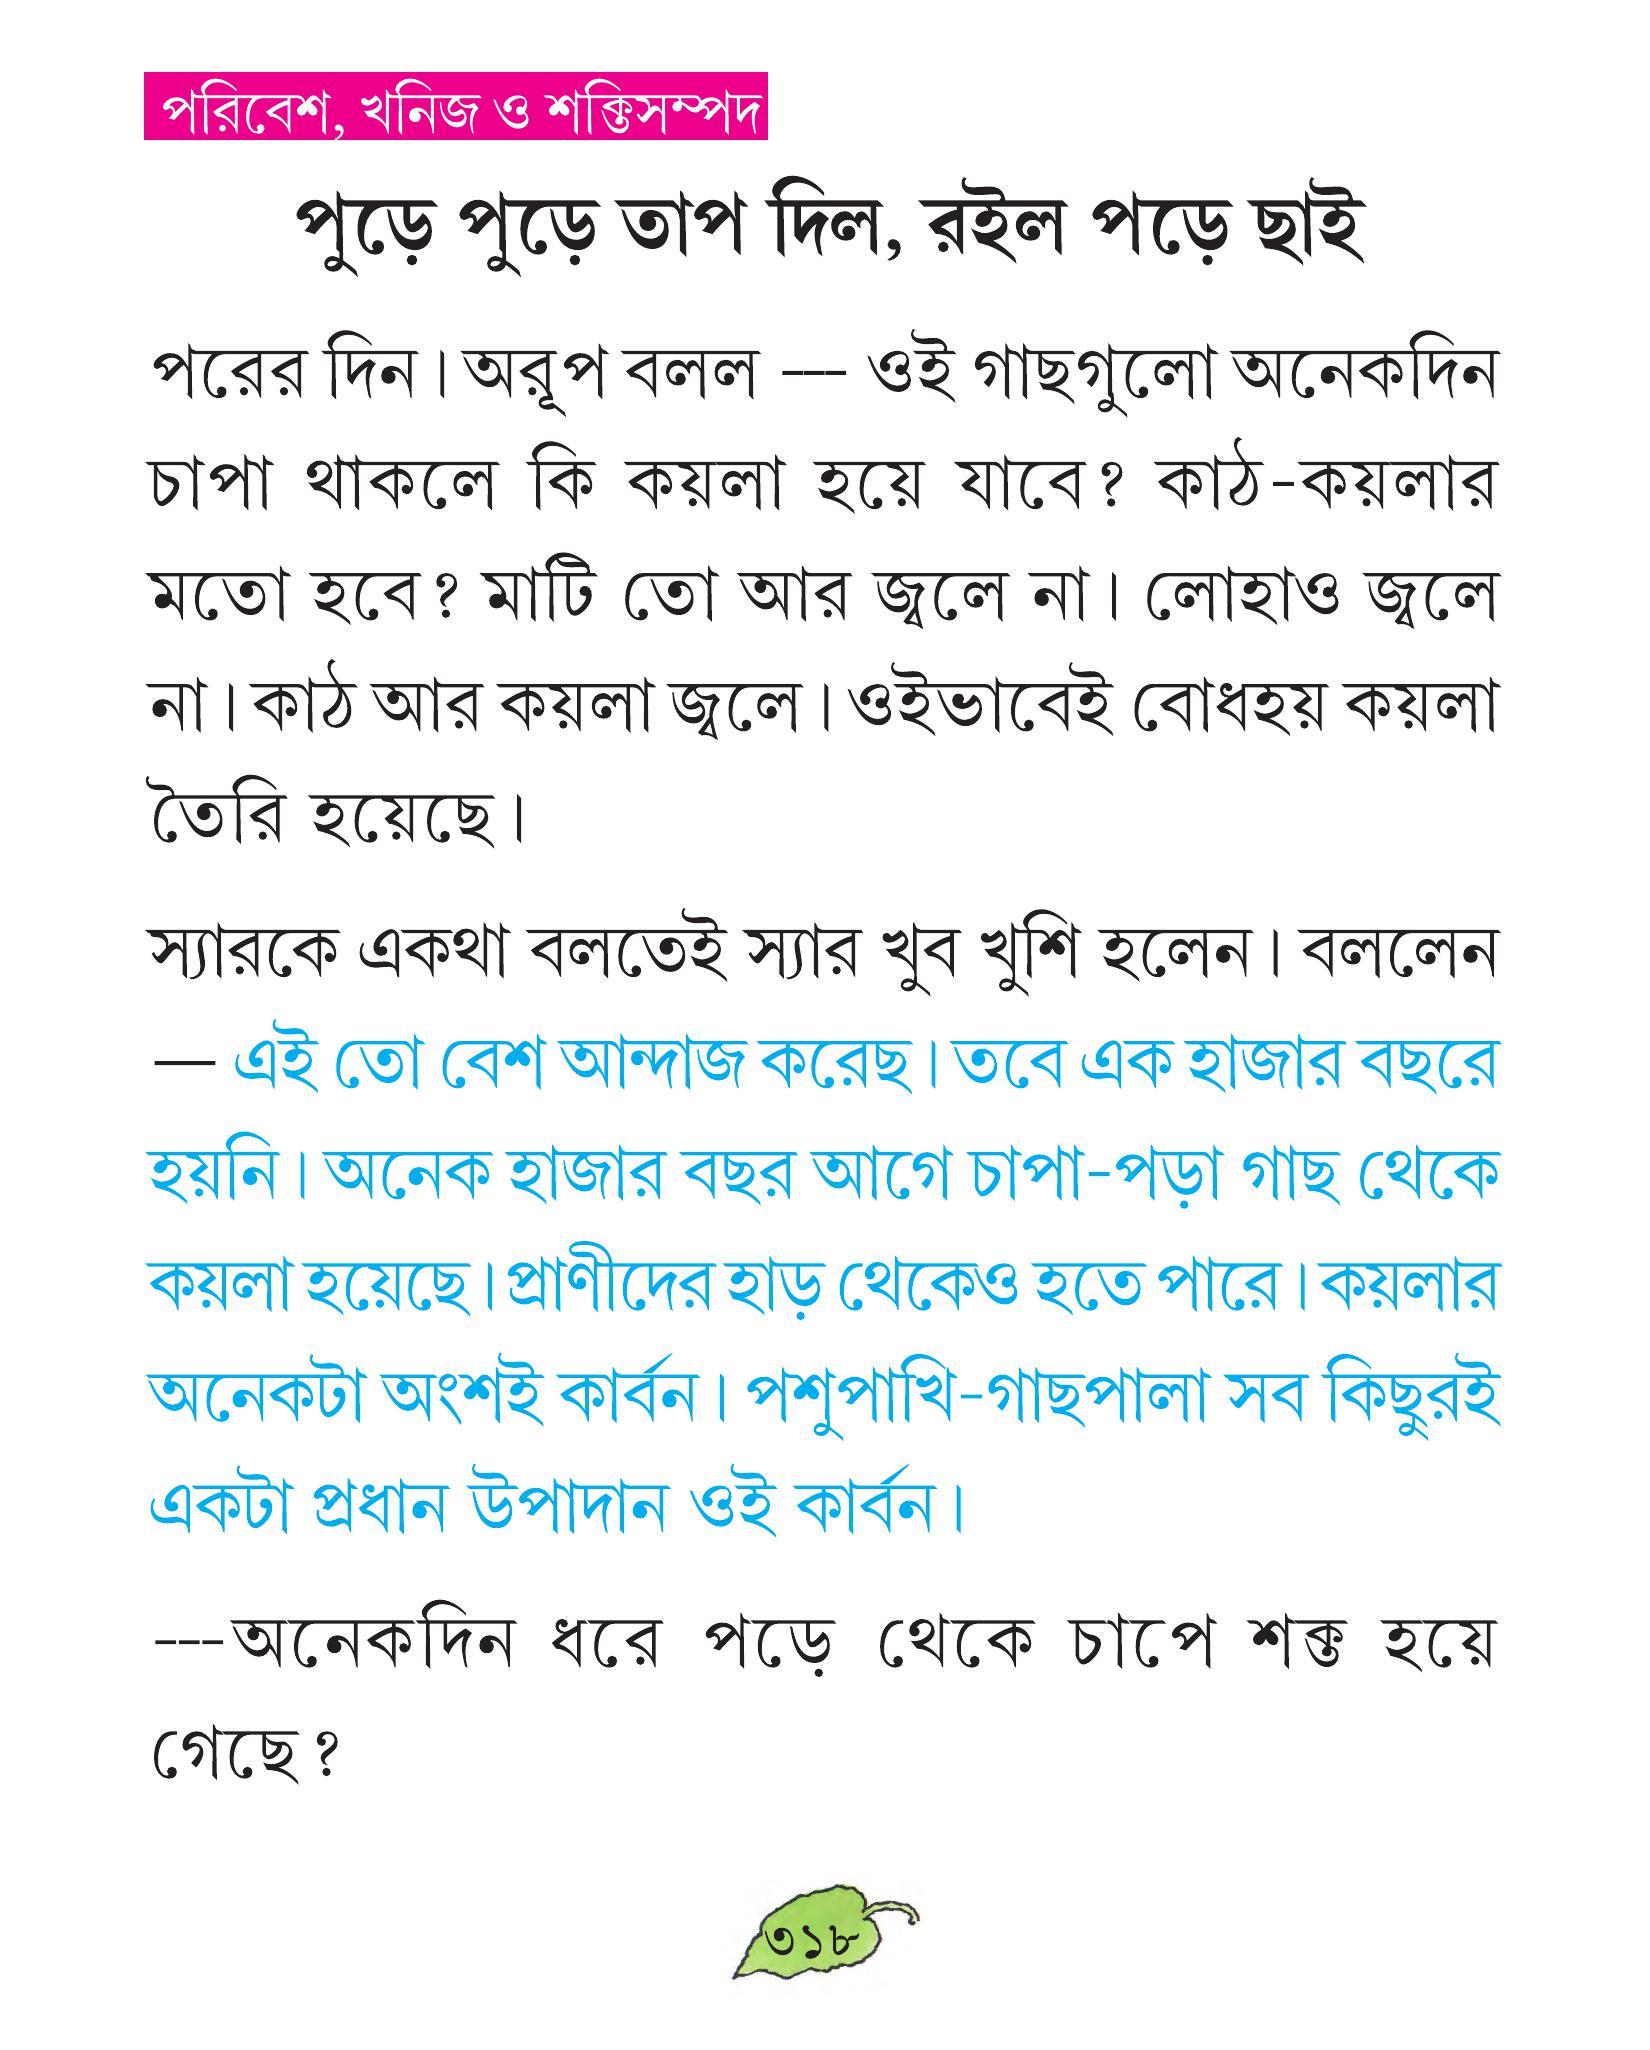 পরিবেশ, খনিজ ও শক্তিসম্পদ
পুড়ে পুড়ে তাপ দিল, রইল পড়ে ছাই
পরের দিন। অরূপ বলল --- ওই গাছগুলো অনেকদিন
চাপা থাকলে কি কয়লা হয়ে যাবে? কাঠ-কয়লার
মতো হবে? মাটি তো আর জ্বলে না। লোহাও জ্বলে
না। কাঠ আর কয়লা জ্বলে। ওইভাবেই বোধহয় কয়লা
তৈরি হয়েছে।
স্যারকে একথা বলতেই স্যার খুব খুশি হলেন। বললেন
— এই তো বেশ আন্দাজ করেছ। তবে এক হাজার বছরে
হয়নি। অনেক হাজার বছর আগে চাপা-পড়া গাছ থেকে
কয়লা হয়েছে। প্রাণীদের হাড় থেকেও হতে পারে। কয়লার
অনেকটা অংশই কার্বন। পশুপাখি-গাছপালা সব কিছুরই
একটা প্রধান উপাদান ওই কার্বন।
---অনেকদিন ধরে পড়ে থেকে চাপে শক্ত হয়ে
গেছে?
৩১৮